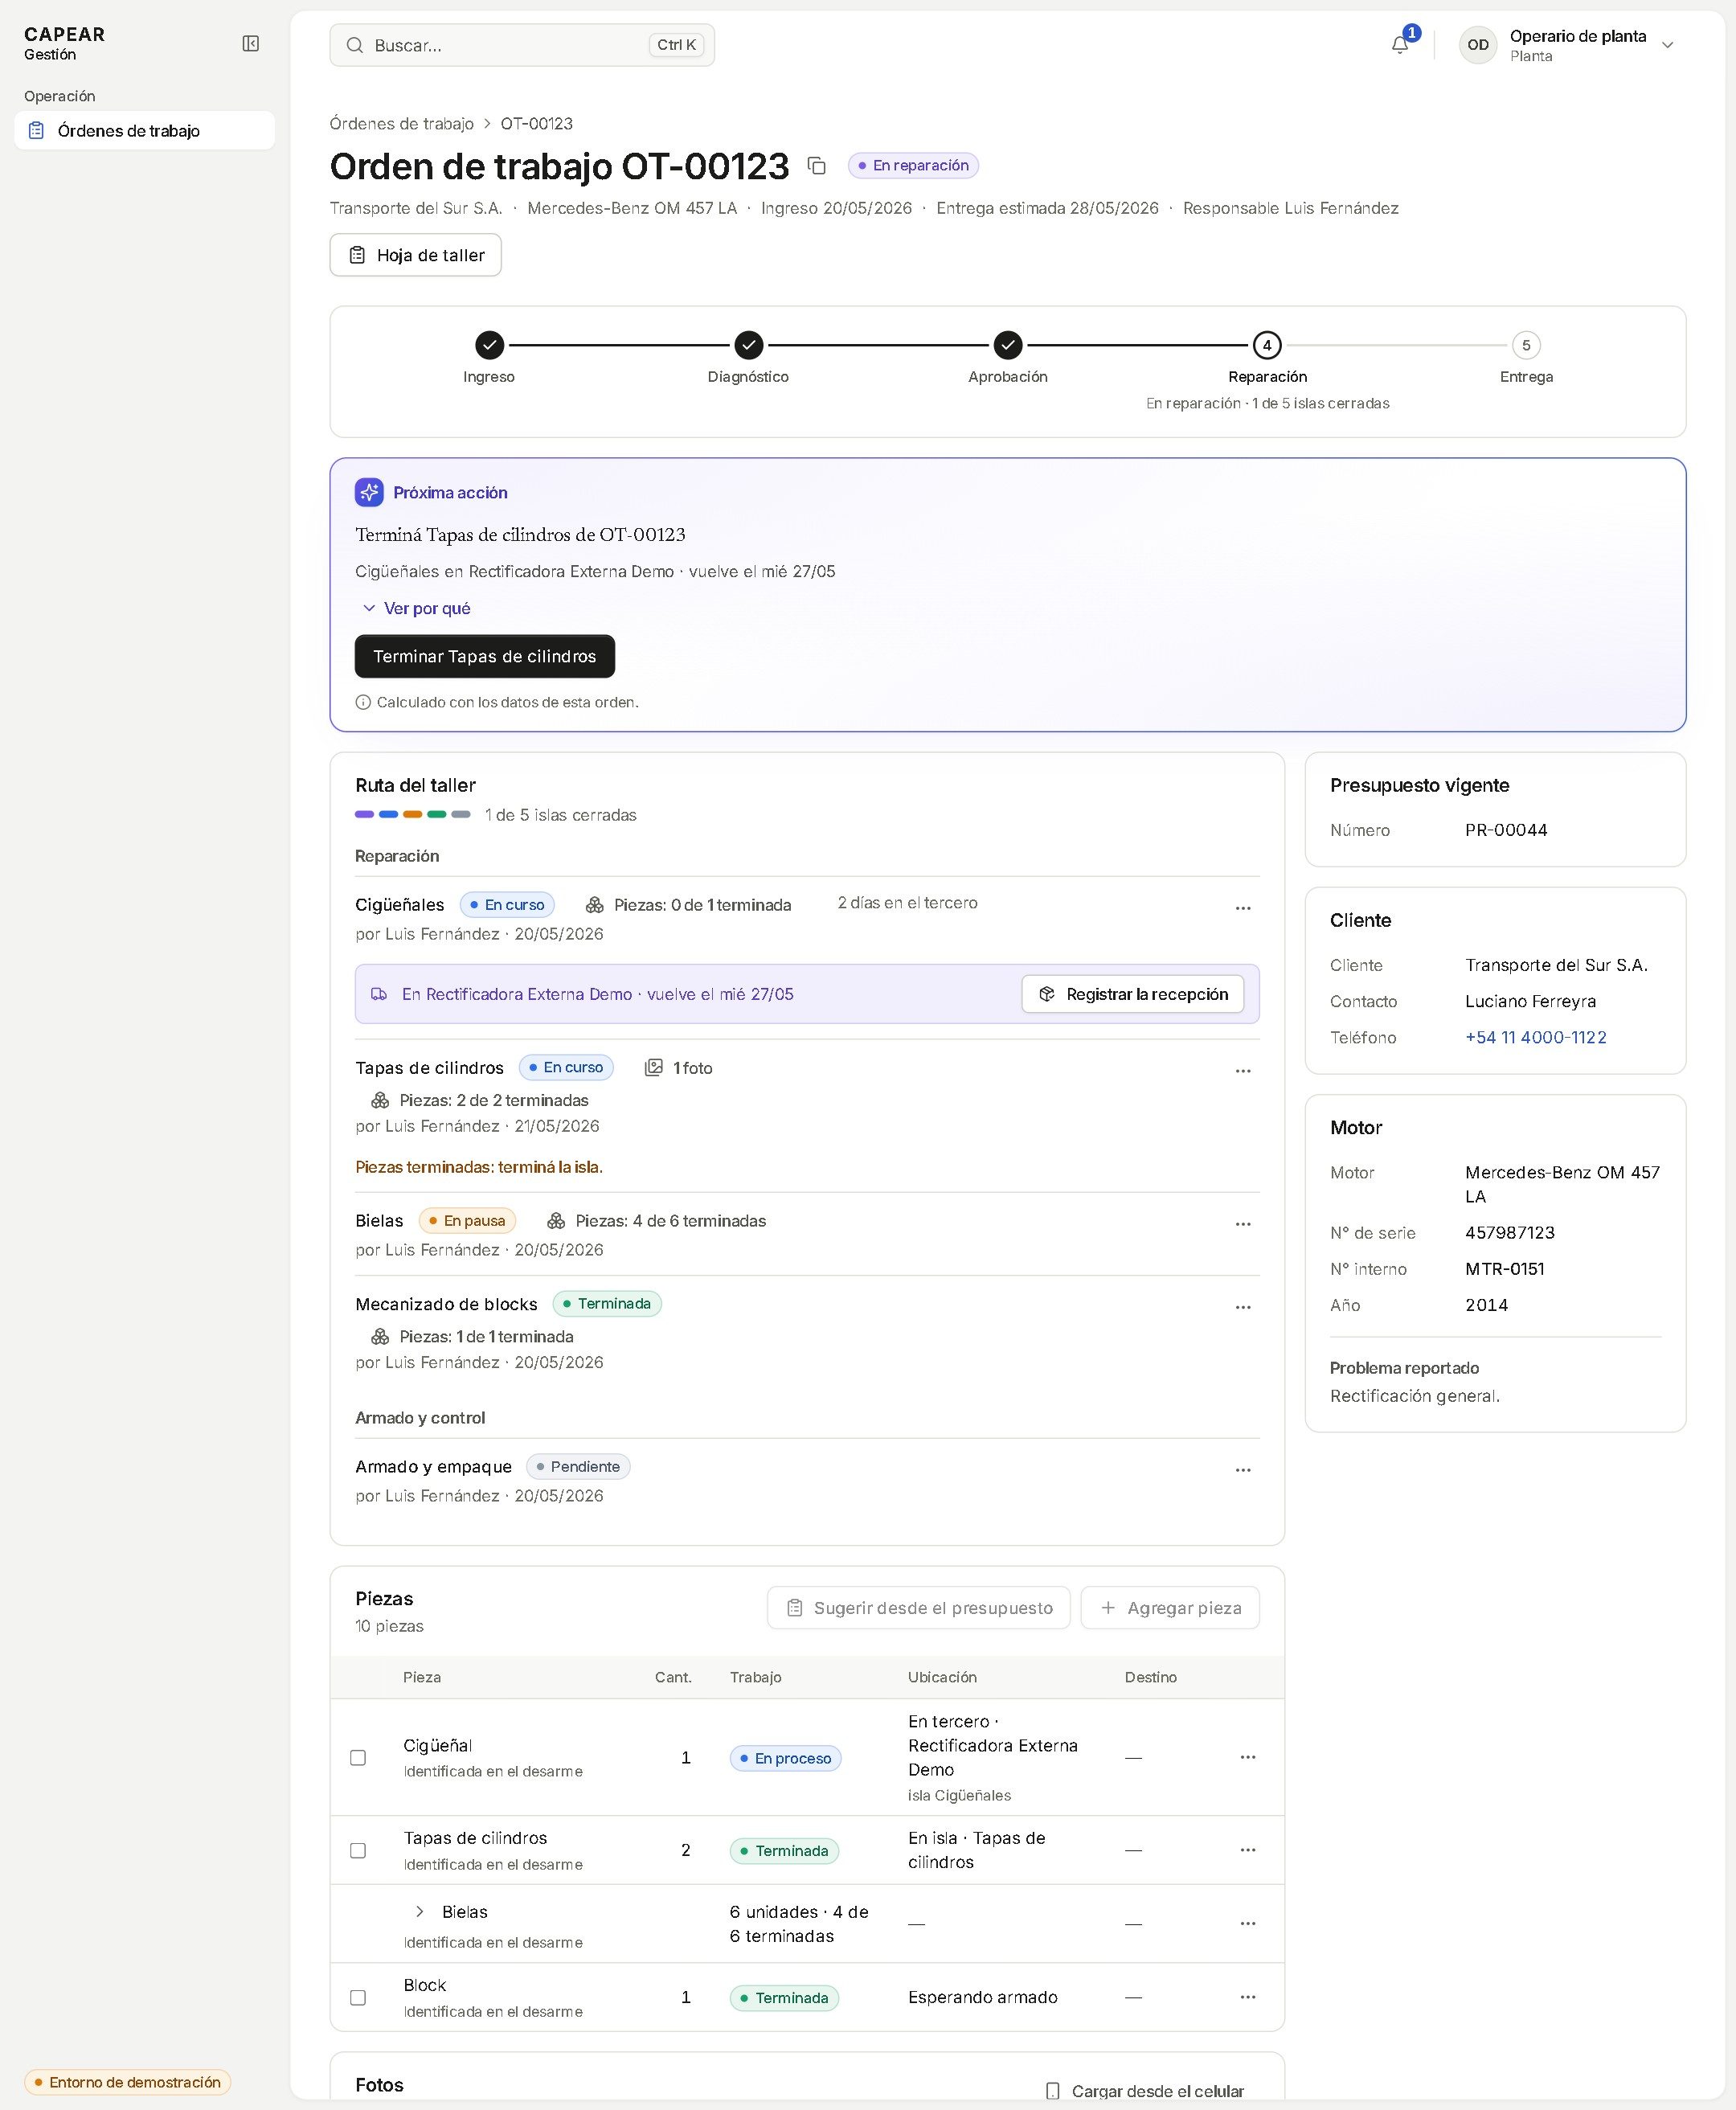 CAPEAR
Gestión
Operación
Órdenes de trabajo
Entorno de demostración
Buscar...
Ctrl K
1
OD
Operario de planta
Planta
Órdenes de trabajo > OT-00123
Orden de trabajo OT-00123
En reparación
Transporte del Sur S.A. · Mercedes-Benz OM 457 LA · Ingreso 20/05/2026 · Entrega estimada 28/05/2026 · Responsable Luis Fernández
Hoja de taller
Ingreso
Diagnóstico
Aprobación
4
Reparación
En reparación · 1 de 5 islas cerradas
5
Entrega
Próxima acción
Terminá Tapas de cilindros de OT-00123
Cigüeñales en Rectificadora Externa Demo · vuelve el mié 27/05
Ver por qué
Terminar Tapas de cilindros
Calculado con los datos de esta orden.
Ruta del taller
1 de 5 islas cerradas
Reparación
Cigüeñales En curso Piezas: 0 de 1 terminada 2 días en el tercero
por Luis Fernández · 20/05/2026
En Rectificadora Externa Demo · vuelve el mié 27/05
Registrar la recepción
Tapas de cilindros En curso 1 foto
Piezas: 2 de 2 terminadas
por Luis Fernández · 21/05/2026
Piezas terminadas: terminá la isla.
Bielas En pausa Piezas: 4 de 6 terminadas
por Luis Fernández · 20/05/2026
Mecanizado de blocks Terminada
Piezas: 1 de 1 terminada
por Luis Fernández · 20/05/2026
Armado y control
Armado y empaque Pendiente
por Luis Fernández · 20/05/2026
Presupuesto vigente
Número PR-00044
Cliente
Cliente Transporte del Sur S.A.
Contacto Luciano Ferreyra
Teléfono +54 11 4000-1122
Motor
Motor Mercedes-Benz OM 457
LA
N° de serie 457987123
N° interno MTR-0151
Año 2014
Problema reportado
Rectificación general.
Piezas
10 piezas
Sugerir desde el presupuesto
Agregar pieza
Pieza Cant. Trabajo Ubicación Destino
Cigüeñal
Identificada en el desarme
1
En proceso
En tercero ·
Rectificadora Externa
Demo
isla Cigüeñales
—
Tapas de cilindros
Identificada en el desarme
2
Terminada
En isla · Tapas de
cilindros
—
Bielas
Identificada en el desarme
6 unidades · 4 de
6 terminadas
—
—
Block
Identificada en el desarme
1
Terminada
Esperando armado
—
Fotos
Cargar desde el celular